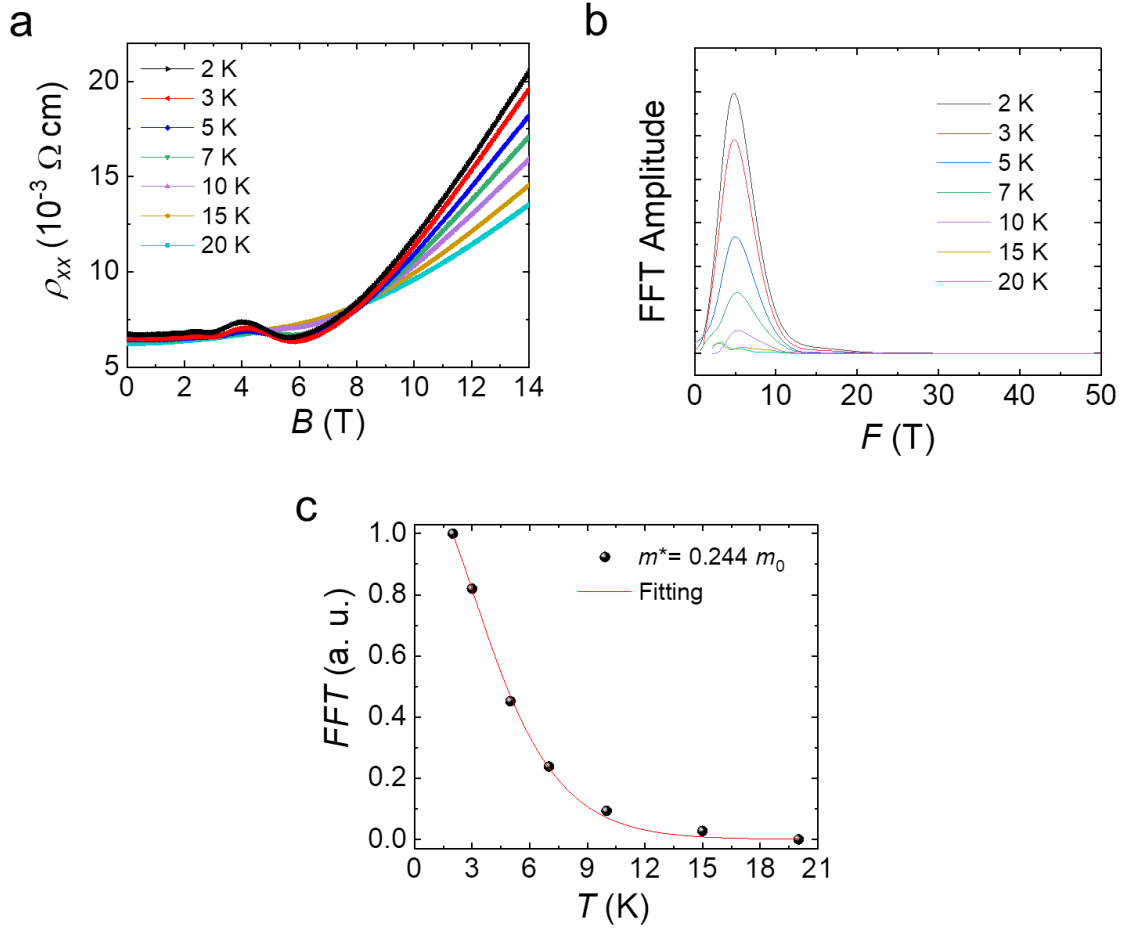 a
ρxx (10⁻³ Ω cm)
20
15
10
5
2 K
3 K
5 K
7 K
10 K
15 K
20 K
0 2 4 6 8 10 12 14
B (T)
b
FFT Amplitude
2 K
3 K
5 K
7 K
10 K
15 K
20 K
0 10 20 30 40 50
F (T)
c
FFT (a. u.)
1.0
0.8
0.6
0.4
0.2
0.0
m*= 0.244 m₀
Fitting
0 3 6 9 12 15 18 21
T (K)